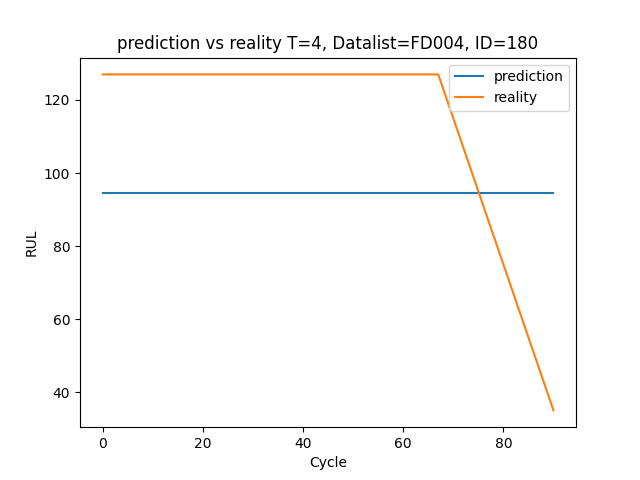 prediction vs reality T=4, Datalist=FD004, ID=180
prediction
reality
120
100
80
60
40
RUL
0 20 40 60 80
Cycle